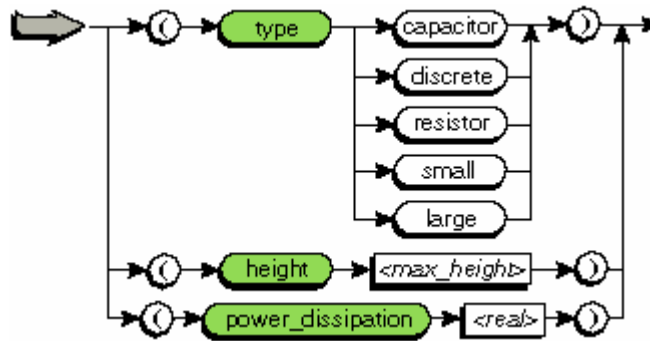 ( type capacitor )
discrete
resistor
small
large
( height <max_height> )
( power_dissipation <real> )